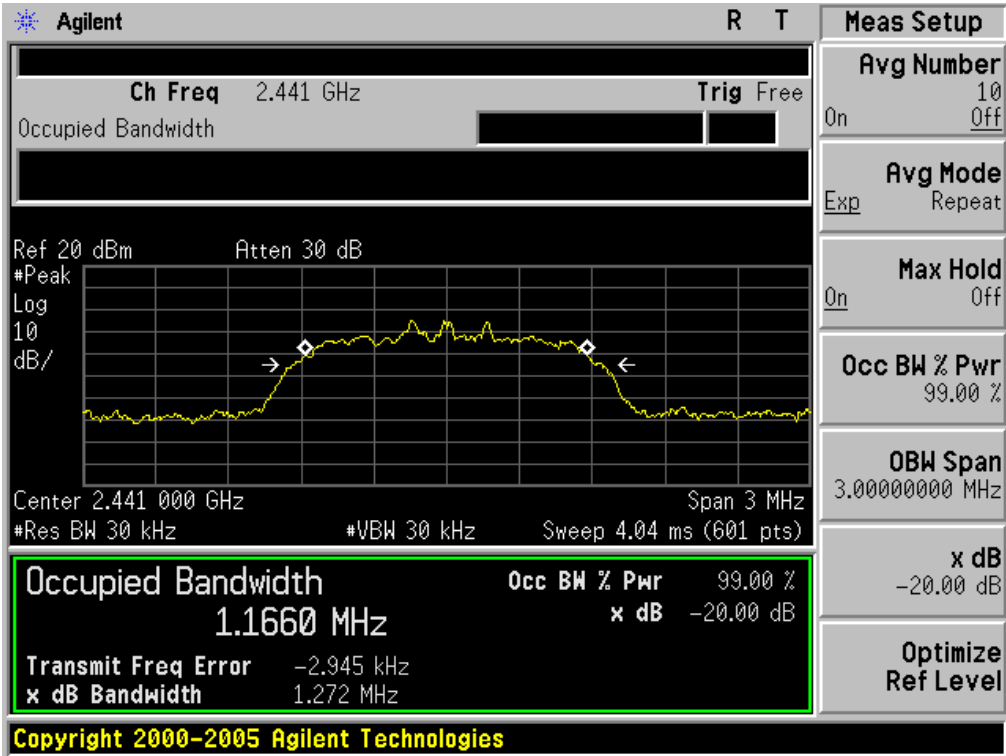 Agilent R T
Meas Setup
Ch Freq 2.441 GHz Trig Free
Occupied Bandwidth
Ref 20 dBm Atten 30 dB
#Peak
Log
10
dB/
Center 2.441 000 GHz Span 3 MHz
#Res BW 30 kHz #VBW 30 kHz Sweep 4.04 ms (601 pts)
Occupied Bandwidth Occ BW % Pwr 99.00 %
1.1660 MHz x dB -20.00 dB
Transmit Freq Error -2.945 kHz
x dB Bandwidth 1.272 MHz
Avg Number
10
On Off
Avg Mode
Exp Repeat
Max Hold
On Off
Occ BW % Pwr
99.00 %
OBW Span
3.00000000 MHz
x dB
-20.00 dB
Optimize
Ref Level
Copyright 2000-2005 Agilent Technologies